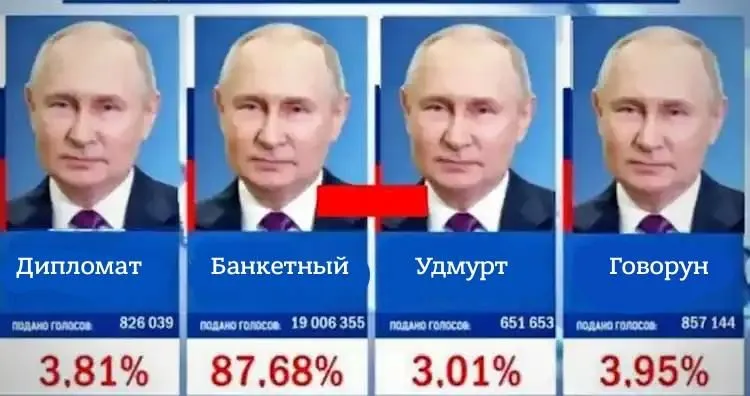 Дипломат Банкетный Удмурт Говорун
ПОДАНО ГОЛОСОВ: 826 039 ПОДАНО ГОЛОСОВ: 19 006 355 ПОДАНО ГОЛОСОВ: 651 653 ПОДАНО ГОЛОСОВ: 857 144
3,81% 87,68% 3,01% 3,95%